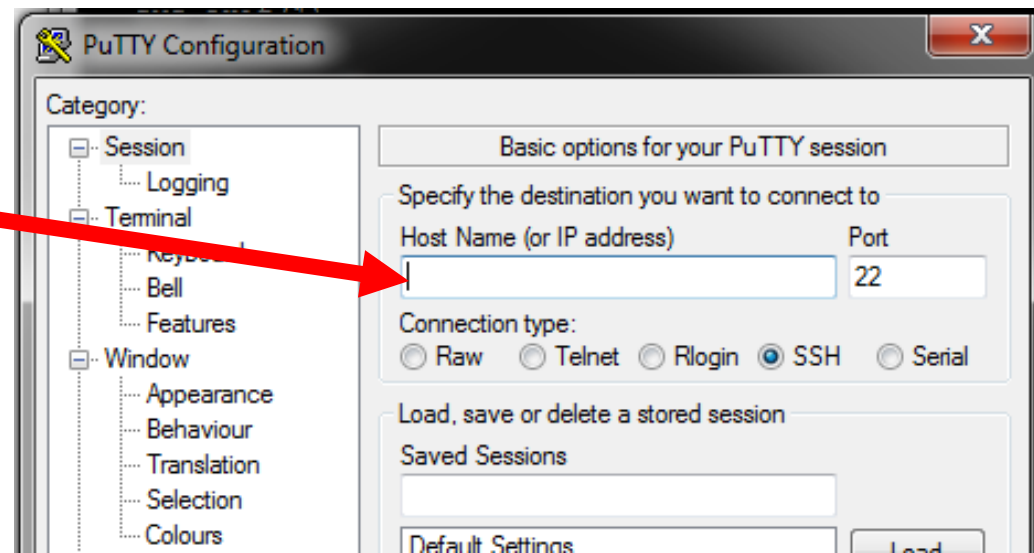 PuTTY Configuration
Category:
Session
Logging
Terminal
Bell
Features
Window
Appearance
Behaviour
Translation
Selection
Colours
Basic options for your PuTTY session
Specify the destination you want to connect to
Host Name (or IP address)
Port
22
Connection type:
Raw
Telnet
Rlogin
SSH
Serial
Load, save or delete a stored session
Saved Sessions
Default Settings
Load